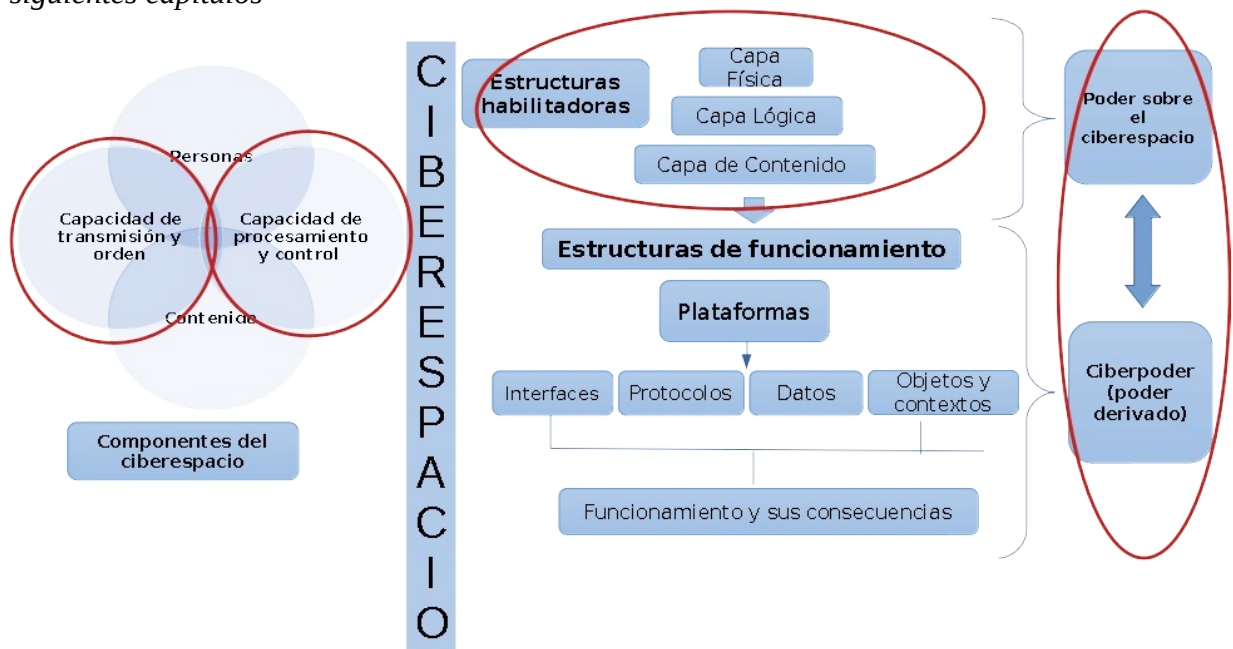 siguientes capítulos
Personas
Capacidad de
transmisión y
orden
Capacidad de
procesamiento
y control
Contenido
Componentes del
ciberespacio
C
I
B
E
R
E
S
P
A
C
I
O
Estructuras
habilitadoras
Capa
Física
Capa Lógica
Capa de Contenido
Estructuras de funcionamiento
Plataformas
Interfaces
Protocolos
Datos
Objetos y
contextos
Funcionamiento y sus consecuencias
Poder sobre
el
ciberespacio
Ciberpoder
(poder
derivado)